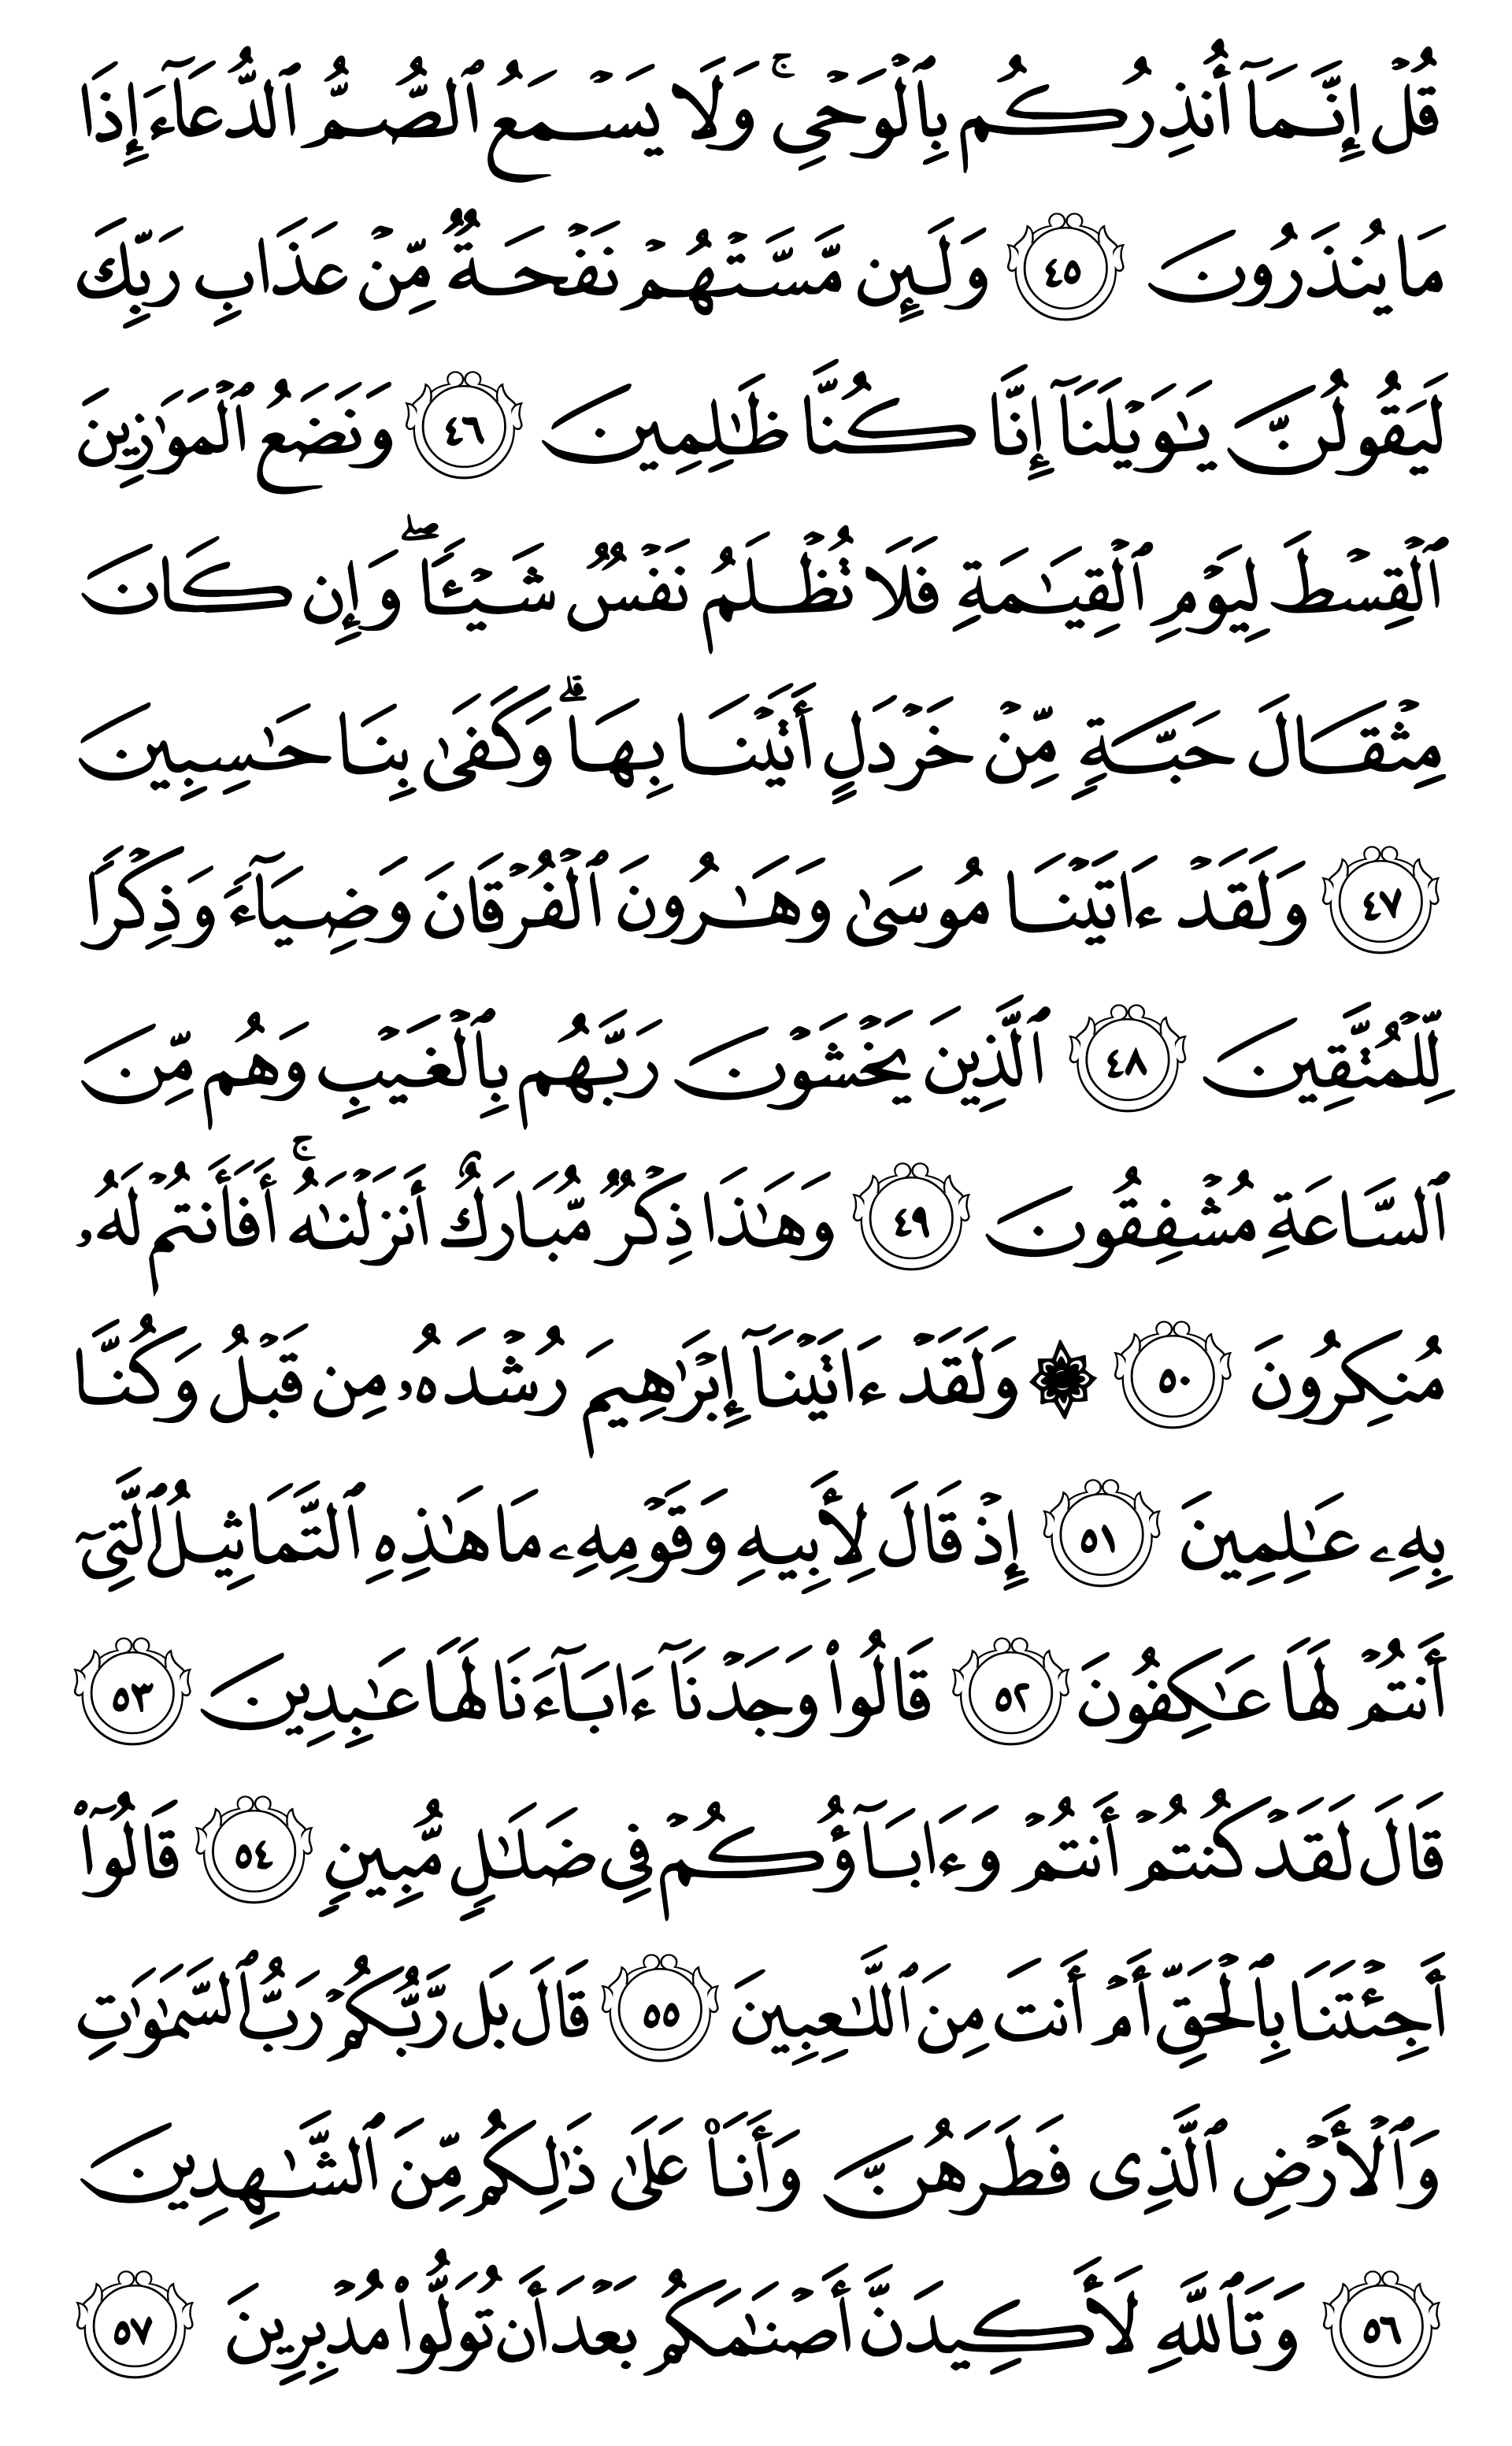 قُلْ إِنَّمَآ أُنذِرُكُم بِٱلْوَحْىِ ۚ وَلَا يَسْمَعُ ٱلصُّمُّ ٱلدُّعَآءَ إِذَا
مَا يُنذَرُونَ ٤٥ وَلَئِن مَّسَّتْهُمْ نَفْحَةٌ مِّنْ عَذَابِ رَبِّكَ
لَيَقُولُنَّ يَـٰوَيْلَنَآ إِنَّا كُنَّا ظَـٰلِمِينَ ٤٦ وَنَضَعُ ٱلْمَوَٰزِينَ
ٱلْقِسْطَ لِيَوْمِ ٱلْقِيَـٰمَةِ فَلَا تُظْلَمُ نَفْسٌ شَيْـًٔا ۖ وَإِن كَانَ
مِثْقَالَ حَبَّةٍ مِّنْ خَرْدَلٍ أَتَيْنَا بِهَا ۗ وَكَفَىٰ بِنَا حَـٰسِبِينَ
٤٧ وَلَقَدْ ءَاتَيْنَا مُوسَىٰ وَهَـٰرُونَ ٱلْفُرْقَانَ وَضِيَآءً وَذِكْرًا
لِّلْمُتَّقِينَ ٤٨ ٱلَّذِينَ يَخْشَوْنَ رَبَّهُم بِٱلْغَيْبِ وَهُم مِّنَ
ٱلسَّاعَةِ مُشْفِقُونَ ٤٩ وَهَـٰذَا ذِكْرٌ مُّبَارَكٌ أَنزَلْنَـٰهُ ۚ أَفَأَنتُمْ لَهُۥ
مُنكِرُونَ ٥٠ ۞ وَلَقَدْ ءَاتَيْنَآ إِبْرَٰهِيمَ رُشْدَهُۥ مِن قَبْلُ وَكُنَّا
بِهِۦ عَـٰلِمِينَ ٥١ إِذْ قَالَ لِأَبِيهِ وَقَوْمِهِۦ مَا هَـٰذِهِ ٱلتَّمَاثِيلُ ٱلَّتِىٓ
أَنتُمْ لَهَا عَـٰكِفُونَ ٥٢ قَالُوا۟ وَجَدْنَآ ءَابَآءَنَا لَهَا عَـٰبِدِينَ ٥٣
قَالَ لَقَدْ كُنتُمْ أَنتُمْ وَءَابَآؤُكُمْ فِى ضَلَـٰلٍ مُّبِينٍ ٥٤ قَالُوٓا۟
أَجِئْتَنَا بِٱلْحَقِّ أَمْ أَنتَ مِنَ ٱللَّـٰعِبِينَ ٥٥ قَالَ بَل رَّبُّكُمْ رَبُّ ٱلسَّمَـٰوَٰتِ
وَٱلْأَرْضِ ٱلَّذِى فَطَرَهُنَّ وَأَنَا۠ عَلَىٰ ذَٰلِكُم مِّنَ ٱلشَّـٰهِدِينَ
٥٦ وَتَٱللَّهِ لَأَكِيدَنَّ أَصْنَـٰمَكُم بَعْدَ أَن تُوَلُّوا۟ مُدْبِرِينَ ٥٧